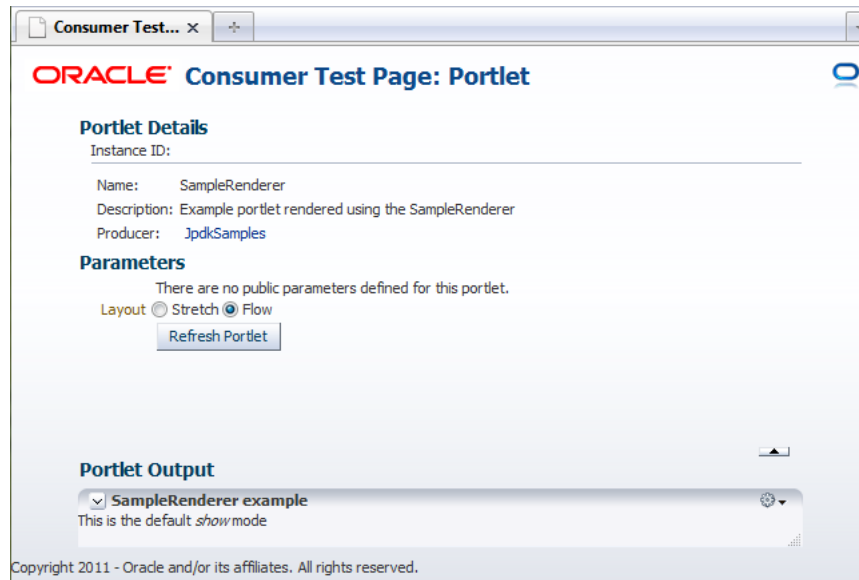 Consumer Test...
ORACLE Consumer Test Page: Portlet
Portlet Details
Instance ID:
Name: SampleRenderer
Description: Example portlet rendered using the SampleRenderer
Producer: JpdkSamples
Parameters
There are no public parameters defined for this portlet.
Layout Stretch Flow
Refresh Portlet
Portlet Output
SampleRenderer example
This is the default show mode
Copyright 2011 - Oracle and/or its affiliates. All rights reserved.